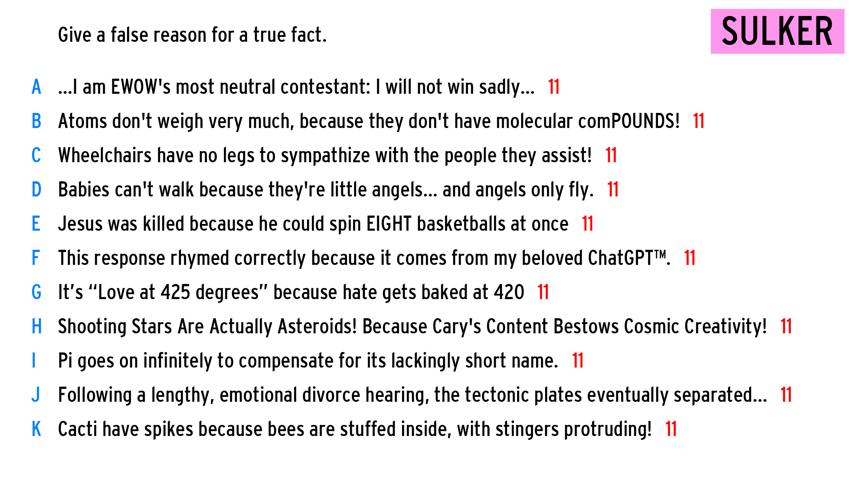 Give a false reason for a true fact.
SULKER
A ...I am EWOW's most neutral contestant: I will not win sadly... 11
B Atoms don't weigh very much, because they don't have molecular comPOUNDS! 11
C Wheelchairs have no legs to sympathize with the people they assist! 11
D Babies can't walk because they're little angels... and angels only fly. 11
E Jesus was killed because he could spin EIGHT basketballs at once 11
F This response rhymed correctly because it comes from my beloved ChatGPT™. 11
G It’s “Love at 425 degrees” because hate gets baked at 420 11
H Shooting Stars Are Actually Asteroids! Because Cary's Content Bestows Cosmic Creativity! 11
I Pi goes on infinitely to compensate for its lackingly short name. 11
J Following a lengthy, emotional divorce hearing, the tectonic plates eventually separated... 11
K Cacti have spikes because bees are stuffed inside, with stingers protruding! 11